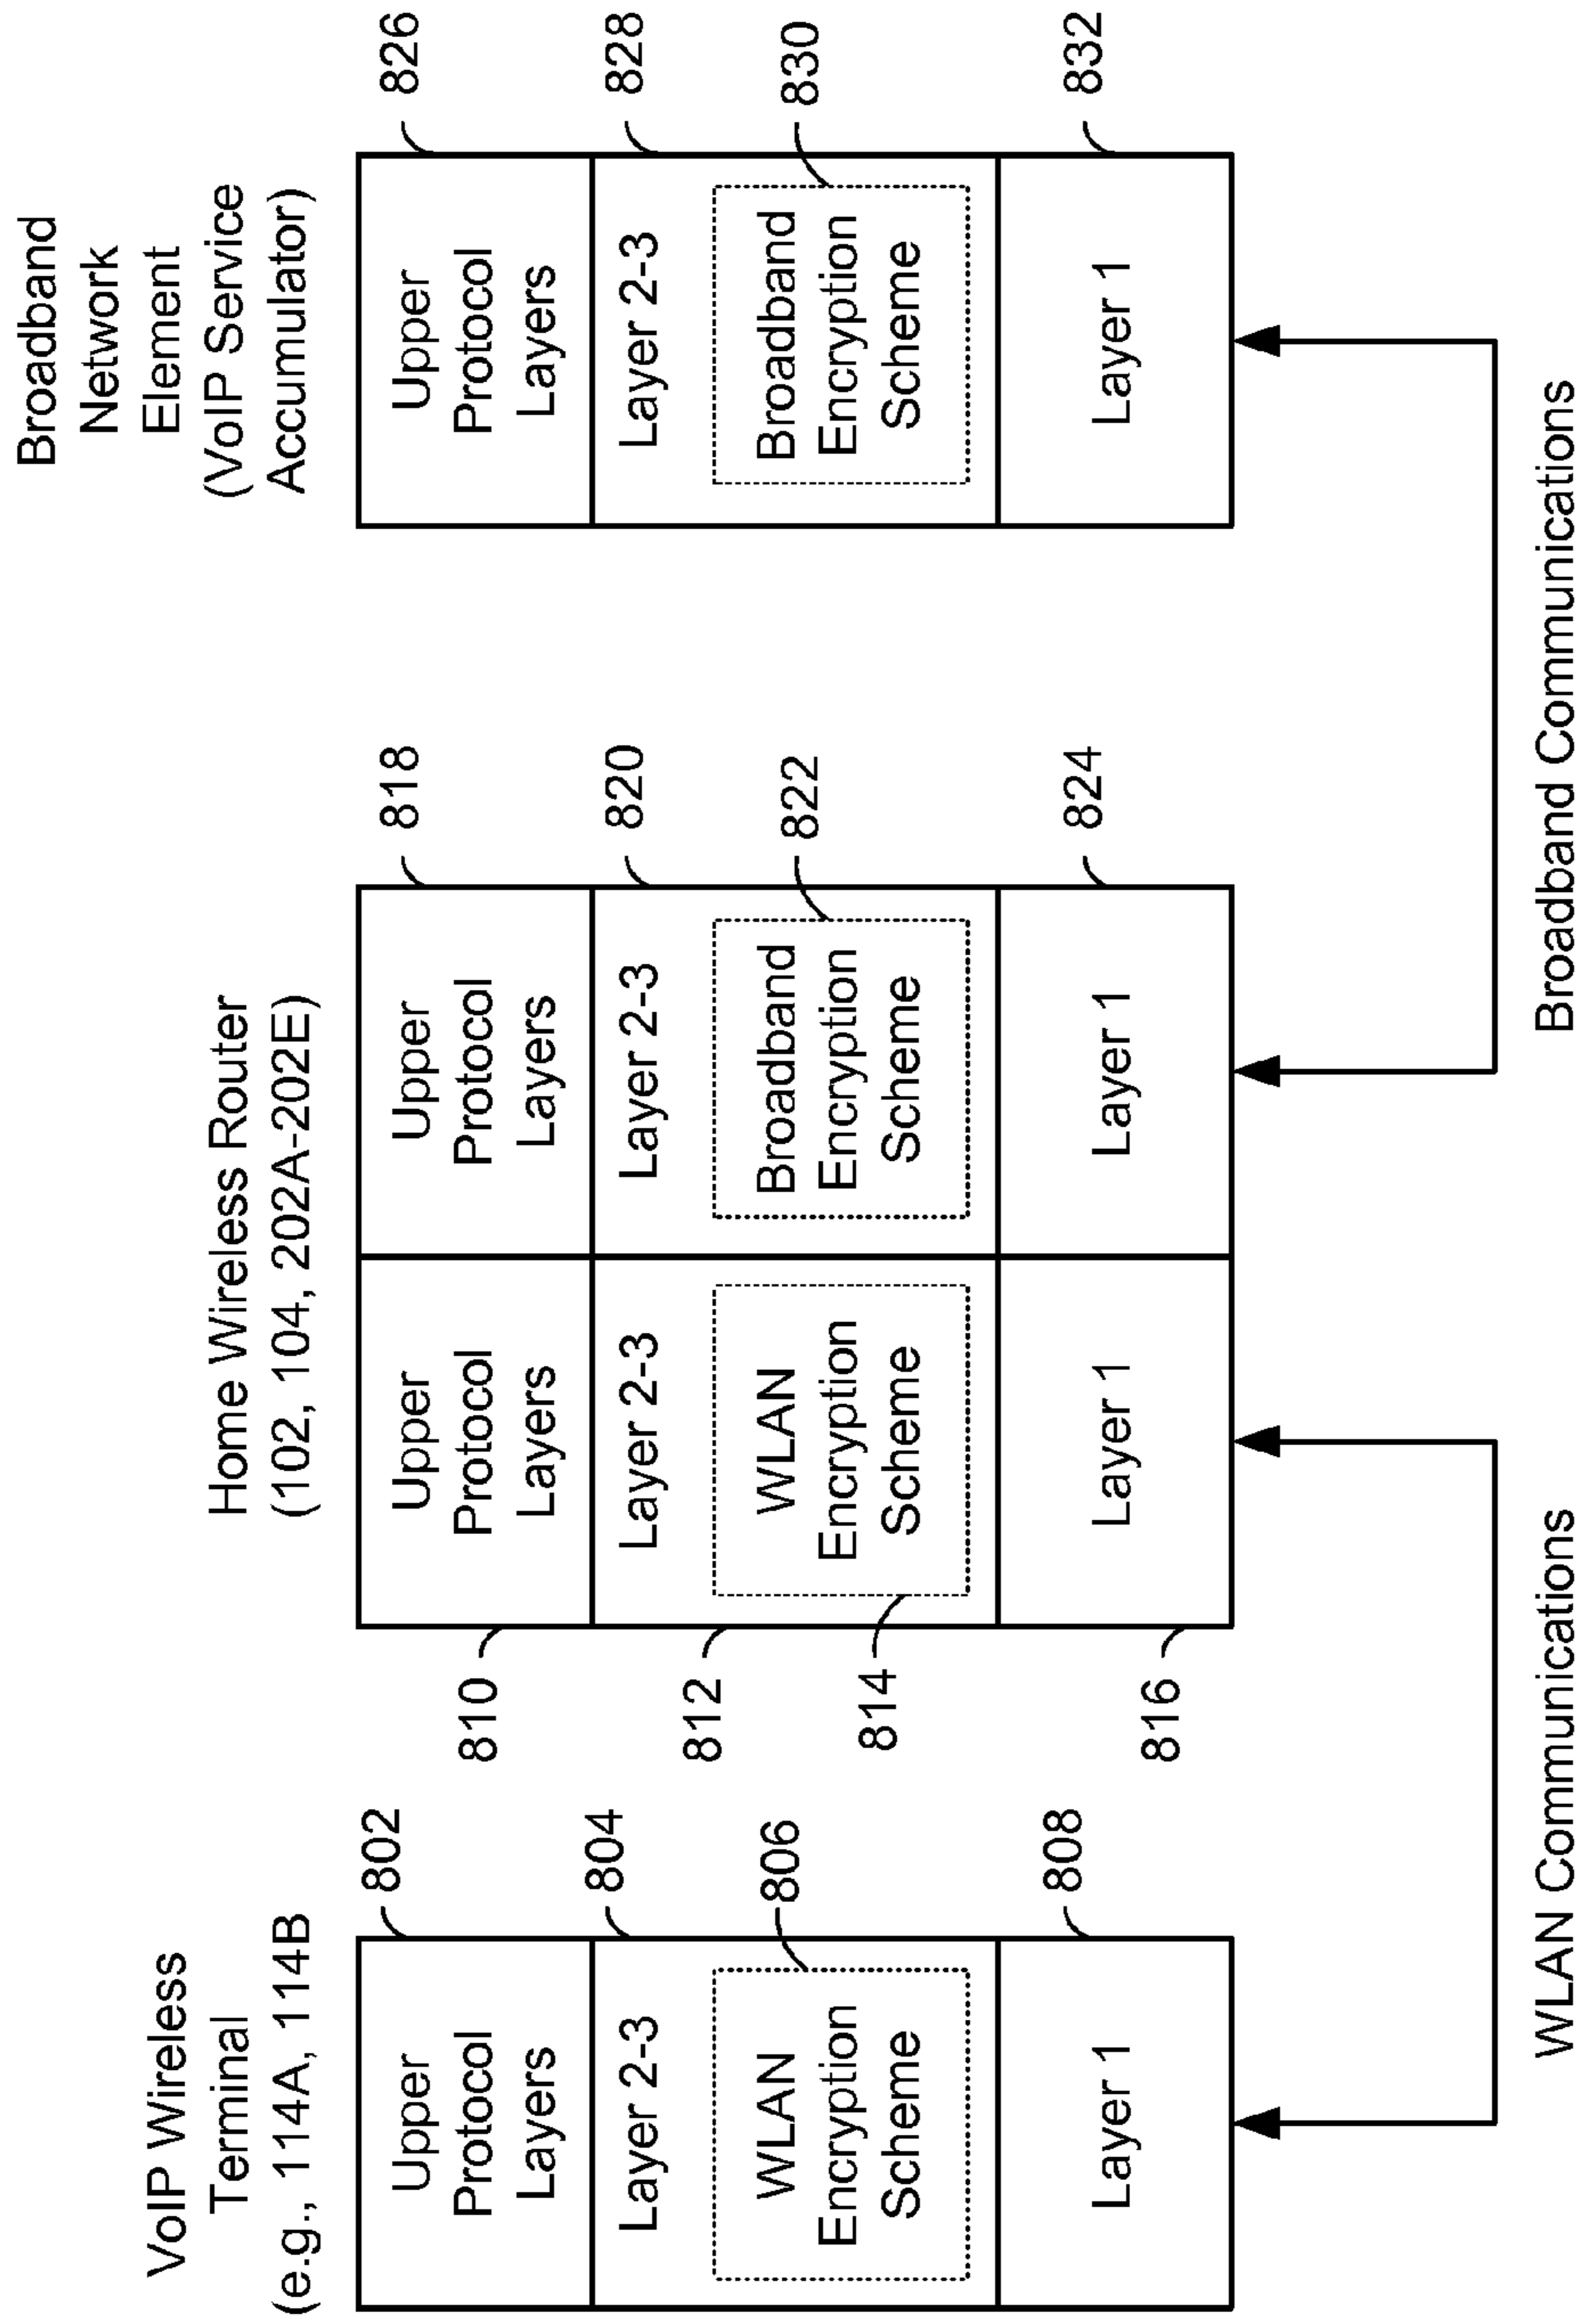 VoIP Wireless
Terminal
(e.g., 114A, 114B
Upper
Protocol
Layers
802
Layer 2-3
804
WLAN
Encryption
Scheme
806
Layer 1
808
Home Wireless Router
(102, 104, 202A-202E)
810
Upper
Protocol
Layers
812
Layer 2-3
814
WLAN
Encryption
Scheme
816
Layer 1
Upper
Protocol
Layers
818
Layer 2-3
820
Broadband
Encryption
Scheme
822
Layer 1
824
Broadband
Network
Element
(VoIP Service
Accumulator)
Upper
Protocol
Layers
826
Layer 2-3
828
Broadband
Encryption
Scheme
830
Layer 1
832
WLAN Communications
Broadband Communications